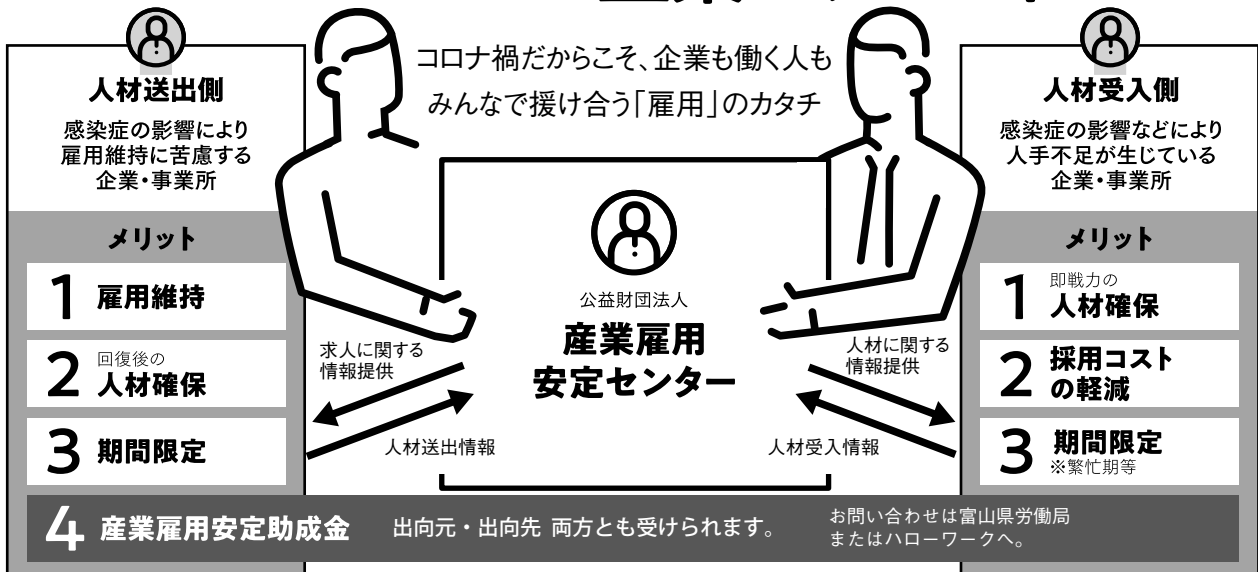 コロナ禍だからこそ、企業も働く人も
みんなで援け合う「雇用」のカタチ
人材送出側
感染症の影響により
雇用維持に苦慮する
企業・事業所
メリット
1 雇用維持
2 回復後の
人材確保
3 期間限定
公益財団法人
産業雇用
安定センター
求人に関する
情報提供
人材送出情報
人材に関する
情報提供
人材受入情報
人材受入側
感染症の影響などにより
人手不足が生じている
企業・事業所
メリット
1 即戦力の
人材確保
2 採用コスト
の軽減
3 期間限定
※繁忙期等
4 産業雇用安定助成金 出向元・出向先 両方とも受けられます。
お問い合わせは富山県労働局
またはハローワークへ。